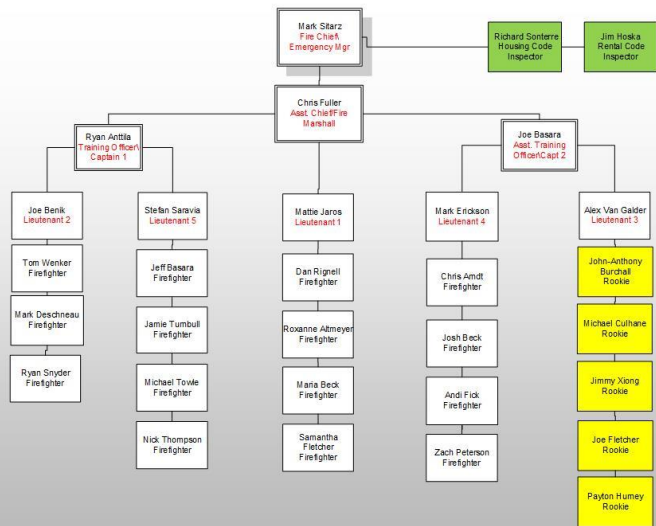 Mark Sitarz
Fire Chief\
Emergency Mgr
Richard Sonterre
Housing Code
Inspector
Jim Hoska
Rental Code
Inspector
Chris Fuller
Asst. Chief/Fire
Marshall
Ryan Anttila
Training Officer\
Captain 1
Joe Basara
Asst. Training
Officer\Capt 2
Joe Benik
Lieutenant 2
Stefan Saravia
Lieutenant 5
Mattie Jaros
Lieutenant 1
Mark Erickson
Lieutenant 4
Alex Van Galder
Lieutenant 3
Tom Wenker
Firefighter
Mark Deschneau
Firefighter
Ryan Snyder
Firefighter
Jeff Basara
Firefighter
Jamie Turnbull
Firefighter
Michael Towle
Firefighter
Nick Thompson
Firefighter
Dan Rignell
Firefighter
Roxanne Altmeyer
Firefighter
Maria Beck
Firefighter
Samantha
Fletcher
Firefighter
Chris Arndt
Firefighter
Josh Beck
Firefighter
Andi Fick
Firefighter
Zach Peterson
Firefighter
John-Anthony
Burchall
Rookie
Michael Culhane
Rookie
Jimmy Xiong
Rookie
Joe Fletcher
Rookie
Payton Humey
Rookie